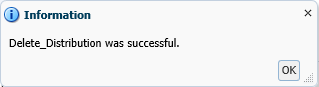 Information
Delete_Distribution was successful.
OK